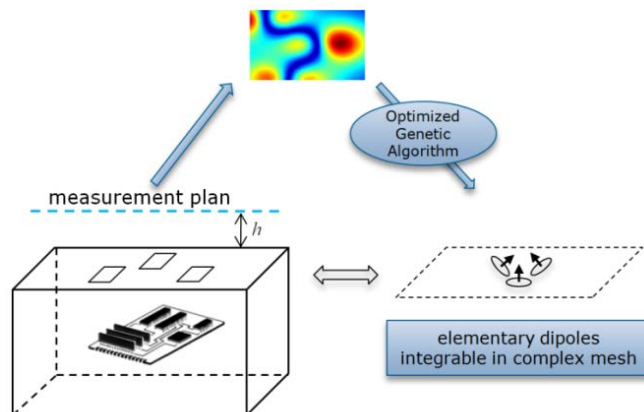 Optimized
Genetic
Algorithm
measurement plan
h
elementary dipoles
integrable in complex mesh